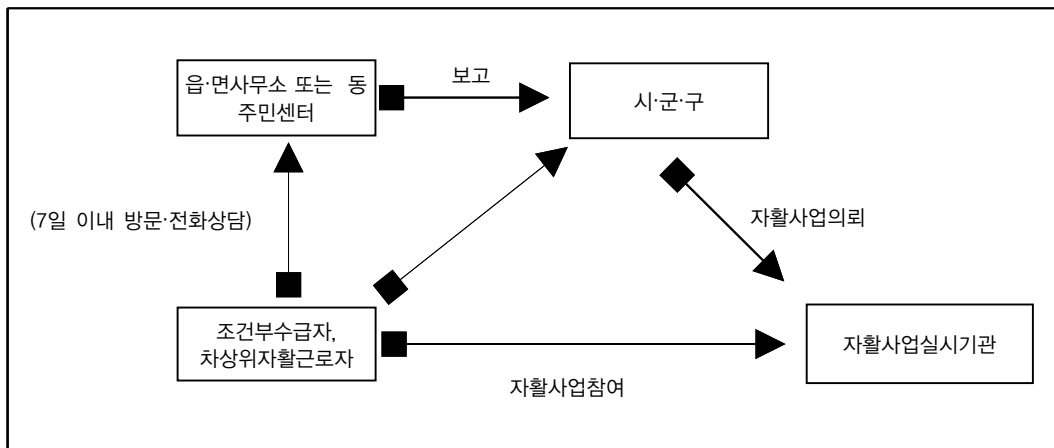 읍·면사무소 또는 동
주민센터
보고
시·군·구
(7일 이내 방문·전화상담)
자활사업의뢰
조건부수급자,
차상위자활근로자
자활사업실시기관
자활사업참여